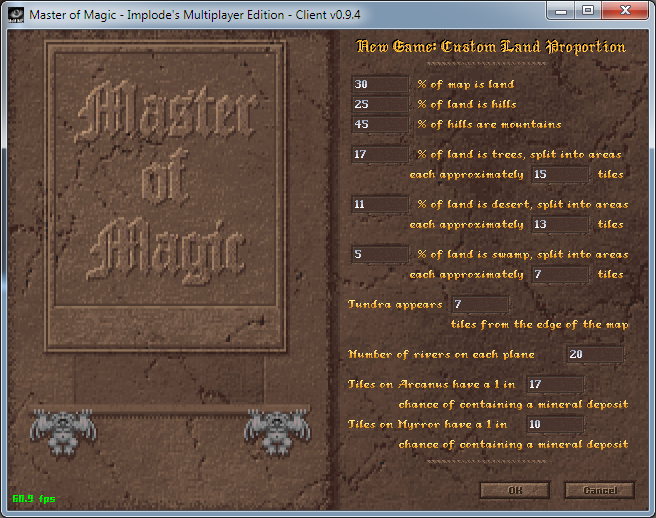 Master of Magic - Implode's Multiplayer Edition - Client v0.9.4
Master
of
Magic
New Game: Custom Land Proportion
30 % of map is land
25 % of land is hills
45 % of hills are mountains
17 % of land is trees, split into areas
each approximately 15 tiles
11 % of land is desert, split into areas
each approximately 13 tiles
5 % of land is swamp, split into areas
each approximately 7 tiles
Tundra appears 7
tiles from the edge of the map
Number of rivers on each plane 20
Tiles on Arcanus have a 1 in 17
chance of containing a mineral deposit
Tiles on Myrror have a 1 in 10
chance of containing a mineral deposit
OK Cancel
60.9 fps